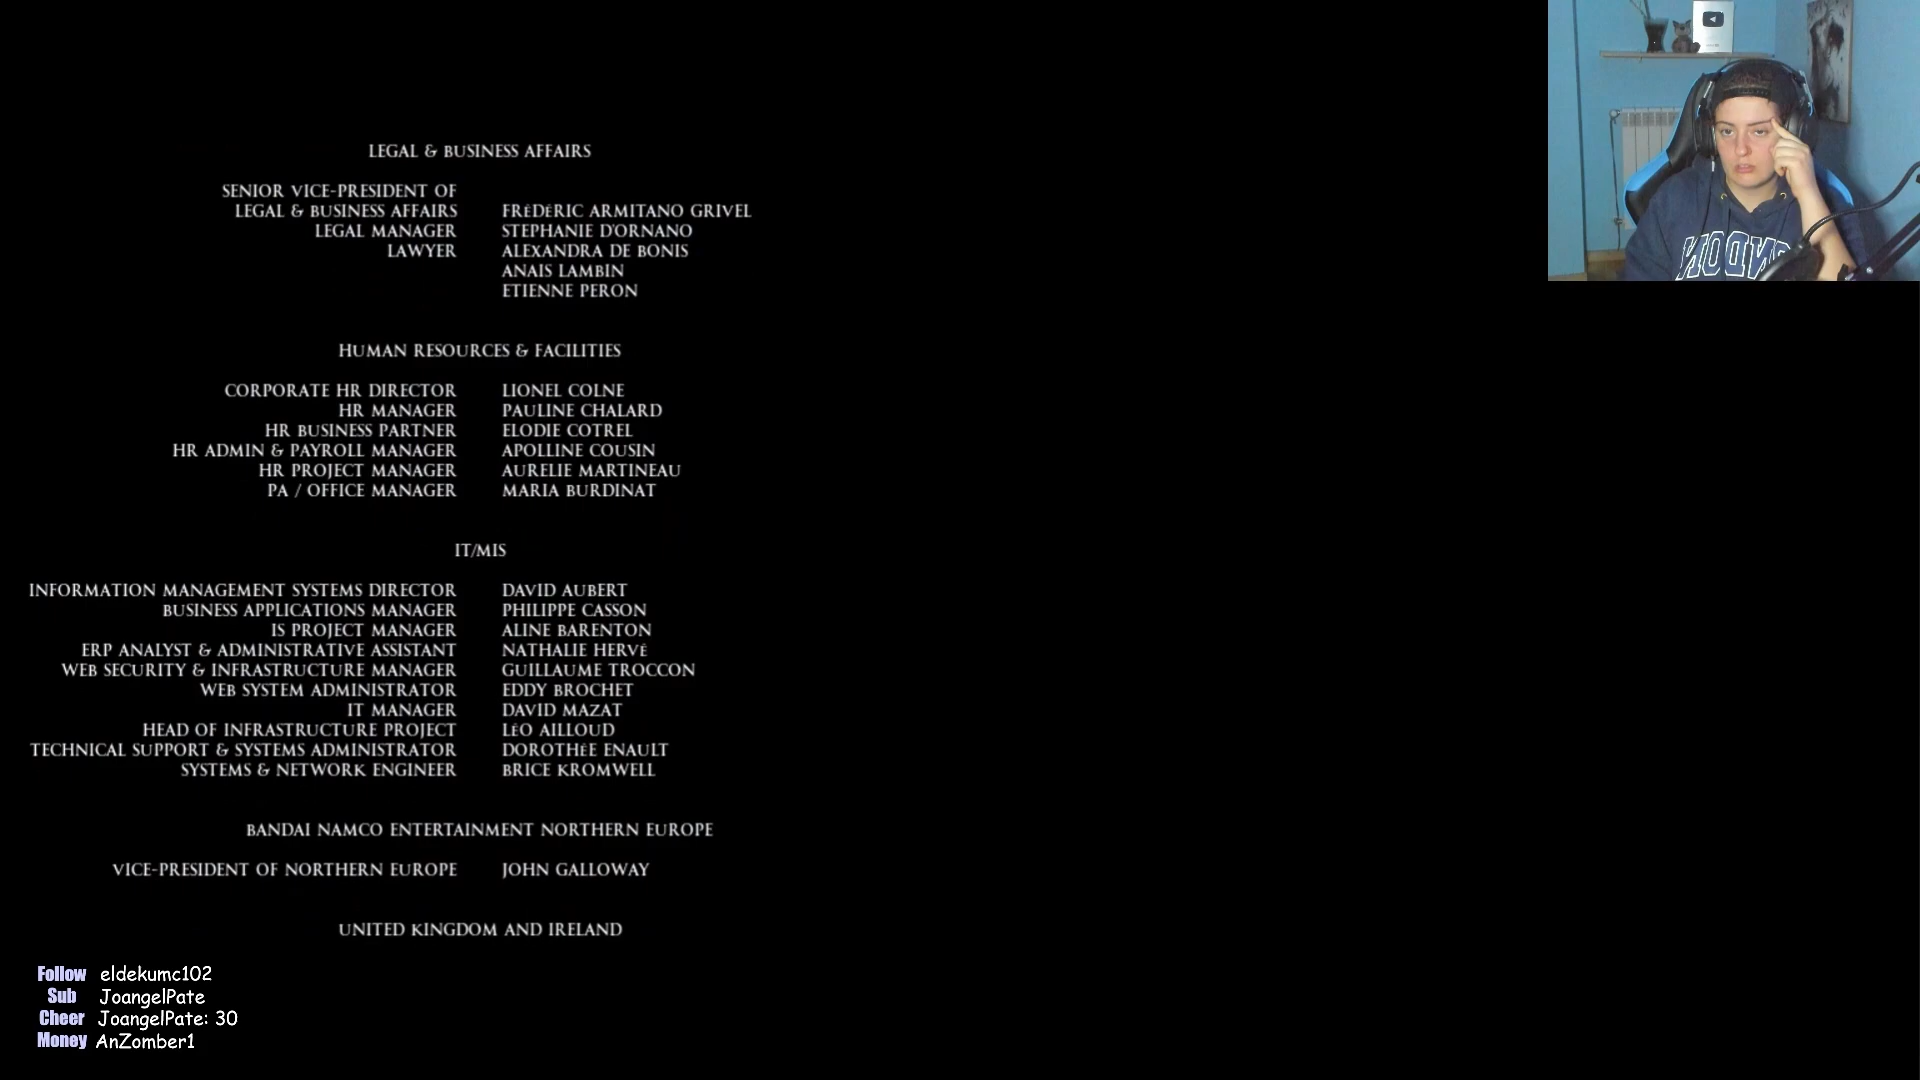 LEGAL & BUSINESS AFFAIRS
SENIOR VICE-PRESIDENT OF
LEGAL & BUSINESS AFFAIRS FRÉDÉRIC ARMITANO GRIVEL
LEGAL MANAGER STEPHANIE D'ORNANO
LAWYER ALEXANDRA DE BONIS
ANAIS LAMBIN
ETIENNE PERON
HUMAN RESOURCES & FACILITIES
CORPORATE HR DIRECTOR LIONEL COLNE
HR MANAGER PAULINE CHALARD
HR BUSINESS PARTNER ELODIE COTREL
HR ADMIN & PAYROLL MANAGER APOLLINE COUSIN
HR PROJECT MANAGER AURELIE MARTINEAU
PA / OFFICE MANAGER MARIA BURDINAT
IT/MIS
INFORMATION MANAGEMENT SYSTEMS DIRECTOR DAVID AUBERT
BUSINESS APPLICATIONS MANAGER PHILIPPE CASSON
IS PROJECT MANAGER ALINE BARENTON
ERP ANALYST & ADMINISTRATIVE ASSISTANT NATHALIE HERVÉ
WEB SECURITY & INFRASTRUCTURE MANAGER GUILLAUME TROCCON
WEB SYSTEM ADMINISTRATOR EDDY BROCHET
IT MANAGER DAVID MAZAT
HEAD OF INFRASTRUCTURE PROJECT LÉO AILLOUD
TECHNICAL SUPPORT & SYSTEMS ADMINISTRATOR DOROTHÉE ENAULT
SYSTEMS & NETWORK ENGINEER BRICE KROMWELL
BANDAI NAMCO ENTERTAINMENT NORTHERN EUROPE
VICE-PRESIDENT OF NORTHERN EUROPE JOHN GALLOWAY
UNITED KINGDOM AND IRELAND
Follow eldekumc102
Sub JoangelPate
Cheer JoangelPate: 30
Money AnZomber1